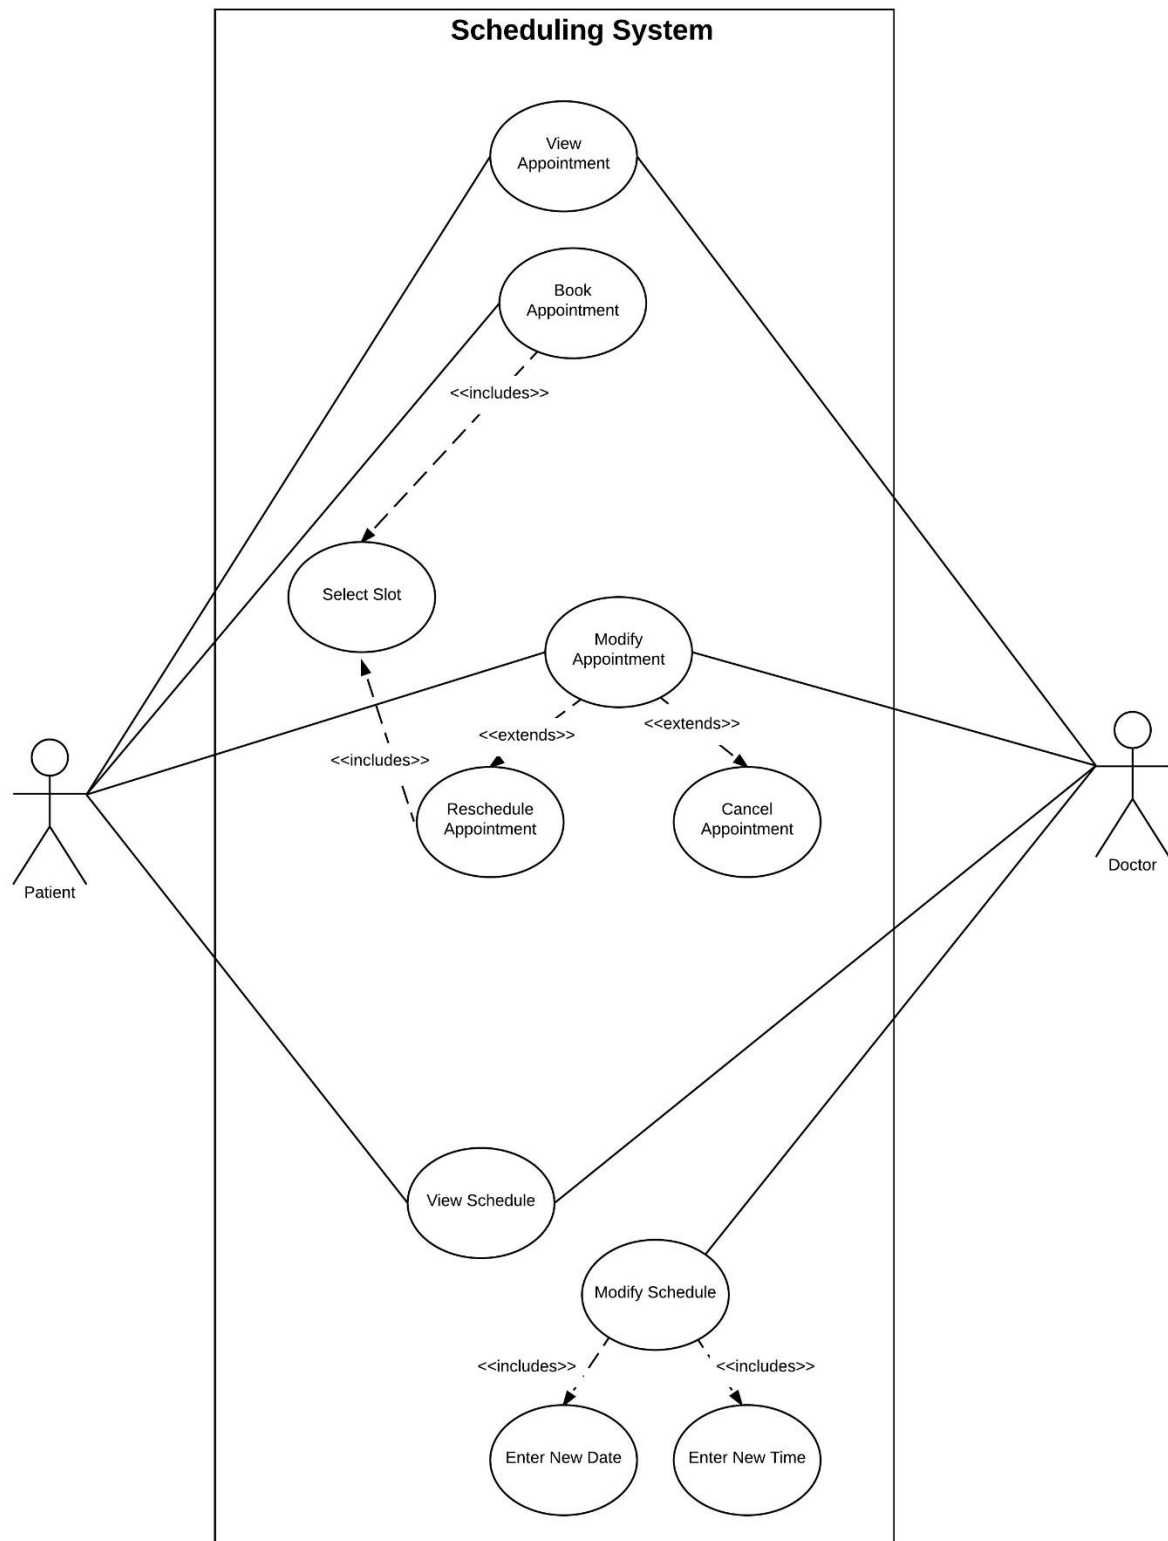 Scheduling System
View
Appointment
Book
Appointment
<<includes>>
Select Slot
Modify
Appointment
<<extends>>
<<extends>>
<<includes>>
Reschedule
Appointment
Cancel
Appointment
Patient
Doctor
View Schedule
Modify Schedule
<<includes>>
<<includes>>
Enter New Date
Enter New Time